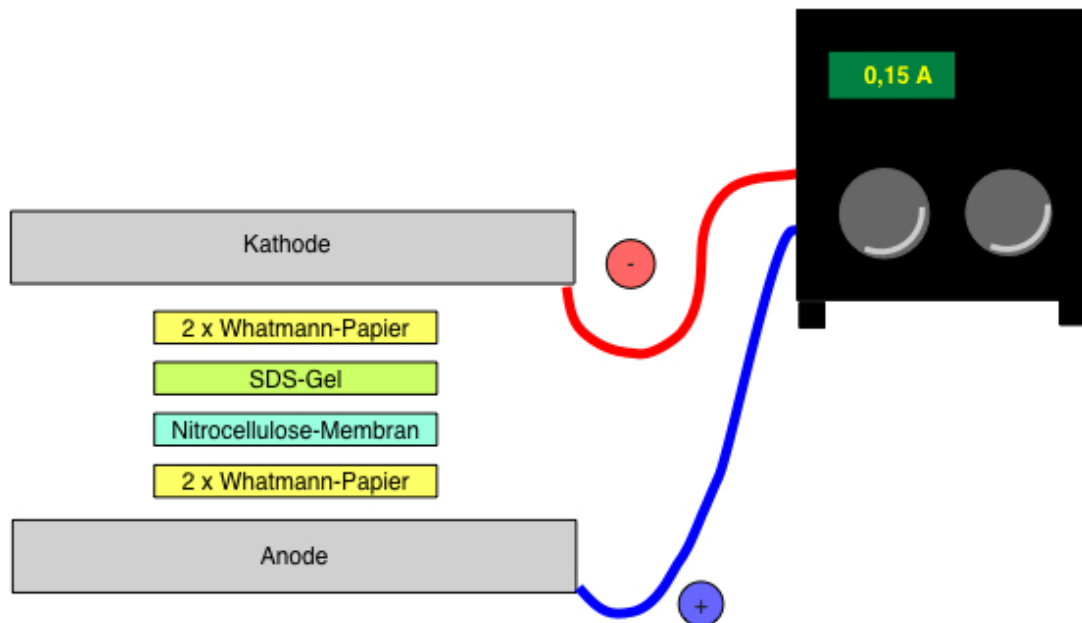 0,15 A
Kathode
-
2 x Whatmann-Papier
SDS-Gel
Nitrocellulose-Membran
2 x Whatmann-Papier
Anode
+